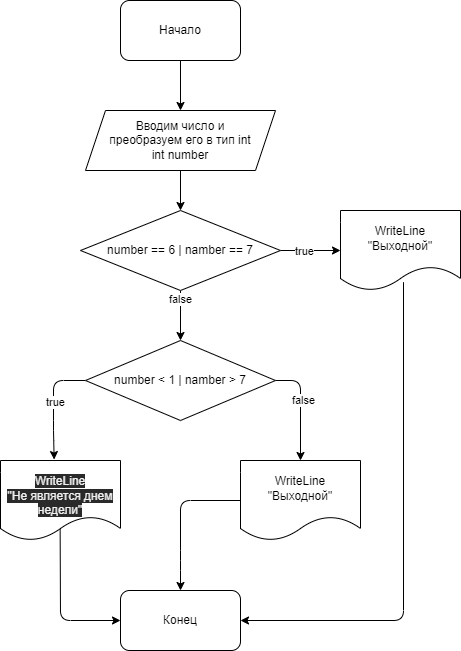 Начало
Вводим число и
преобразуем его в тип int
int number
number == 6 | namber == 7
true
WriteLine
"Выходной"
false
number < 1 | namber > 7
true
false
WriteLine
"Не является днем
недели"
WriteLine
"Выходной"
Конец